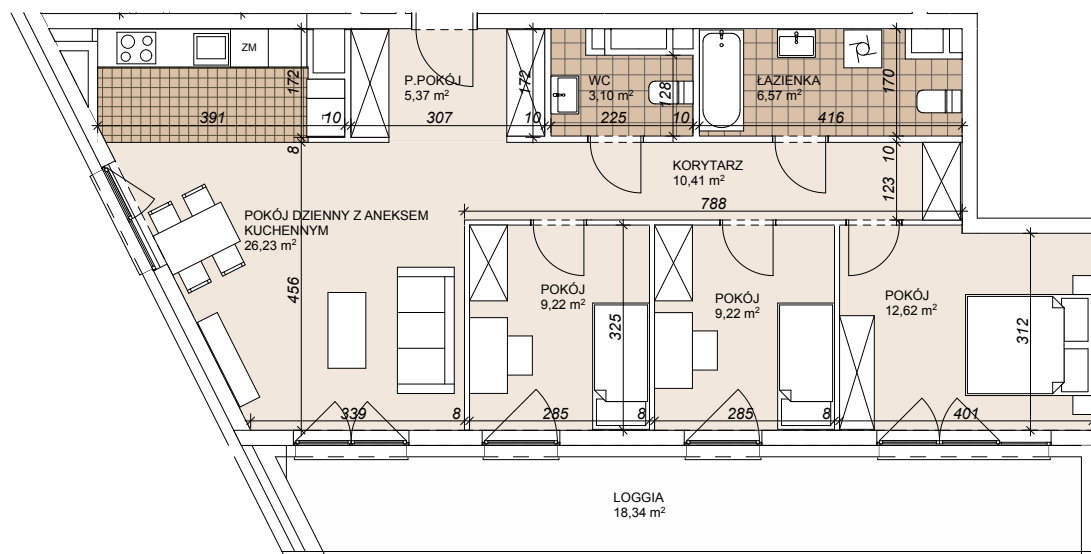 ZM
P.POKÓJ
5,37 m²
WC
3,10 m²
ŁAZIENKA
6,57 m²
172
172
128
170
391
10
307
10
225
10
416
8
10
KORYTARZ
10,41 m²
123
788
POKÓJ DZIENNY Z ANEKSEM
KUCHENNYM
26,23 m²
456
POKÓJ
9,22 m²
325
POKÓJ
9,22 m²
POKÓJ
12,62 m²
312
339
8
285
8
285
8
401
LOGGIA
18,34 m²